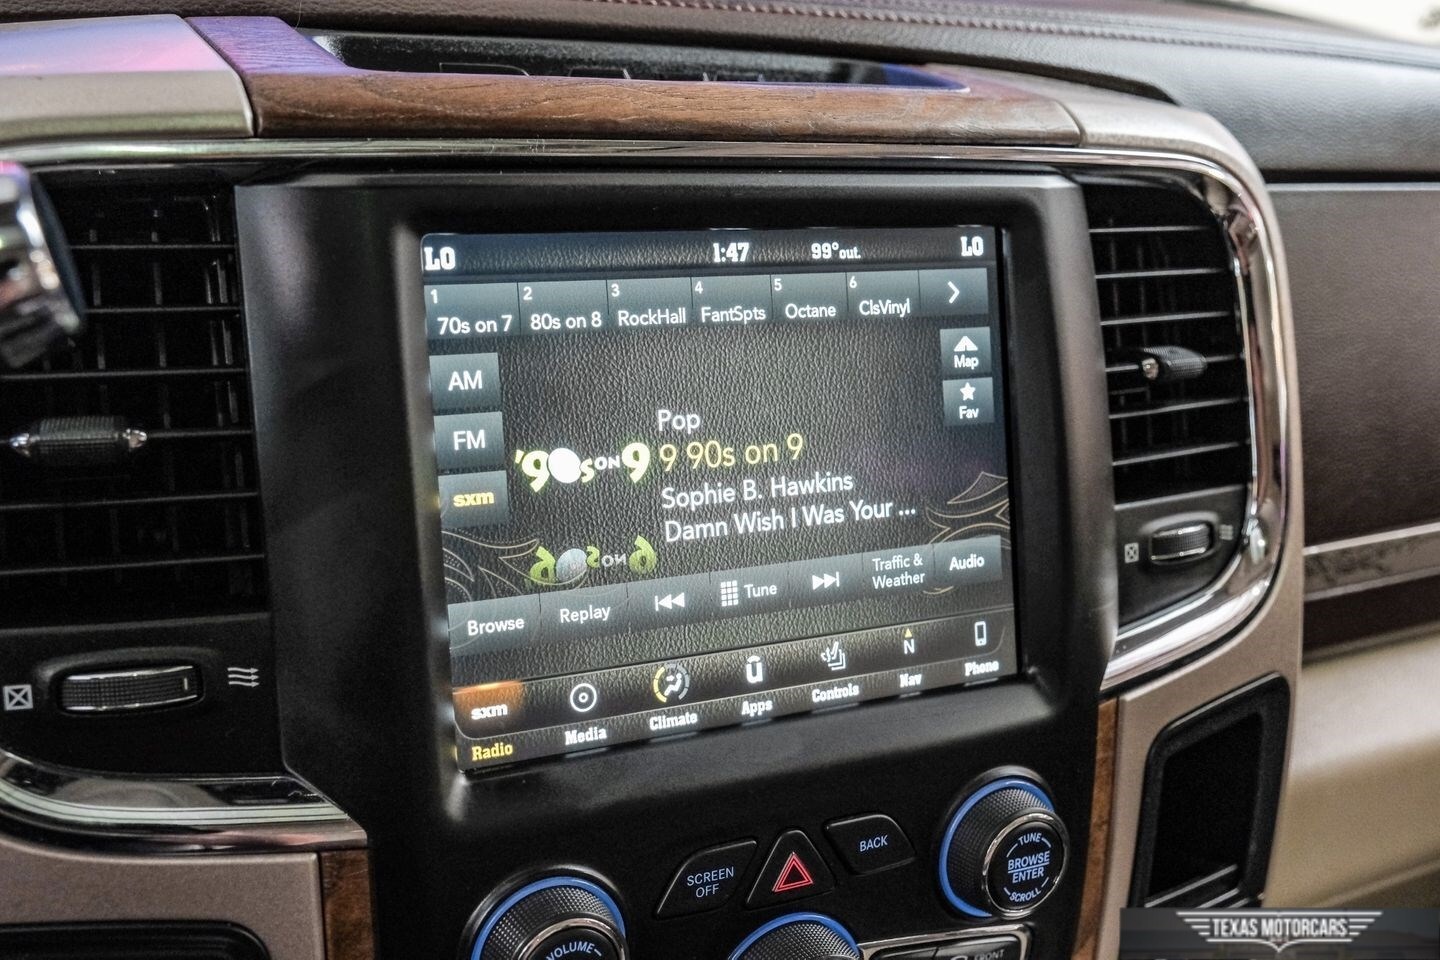 LO 1:47 99° out. LO
1 2 3 4 5 6
70s on 7 80s on 8 RockHall FantSpts Octane ClsVinyl
Map
AM
Fav
Pop
FM
'90s ON 9 9 90s on 9
sxm
Sophie B. Hawkins
Damn Wish I Was Your ...
Browse Replay Tune Traffic & Weather Audio
sxm
N
Radio Media Climate Apps Controls Nav Phone
SCREEN OFF
BACK
TUNE
BROWSE
ENTER
SCROLL
VOLUME
FRONT
TEXAS MOTORCARS